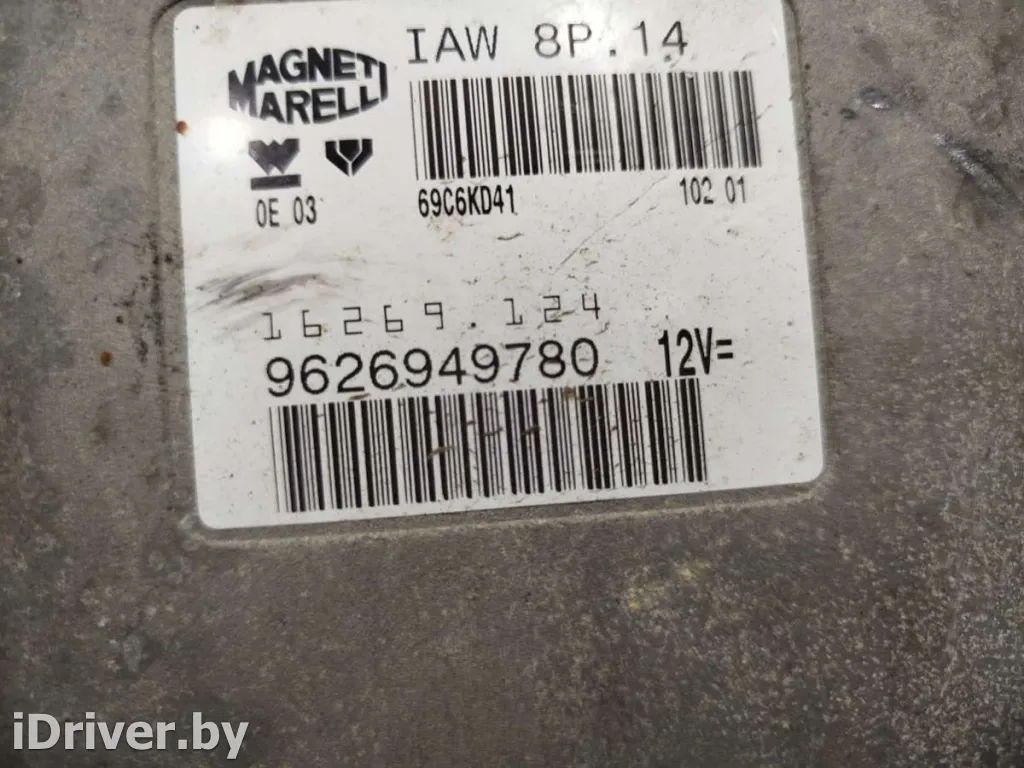 IAW 8P.14
MAGNETI
MARELLI
0E 03
69C6KD41
102 01
16269.124
9626949780
12V=
iDriver.by